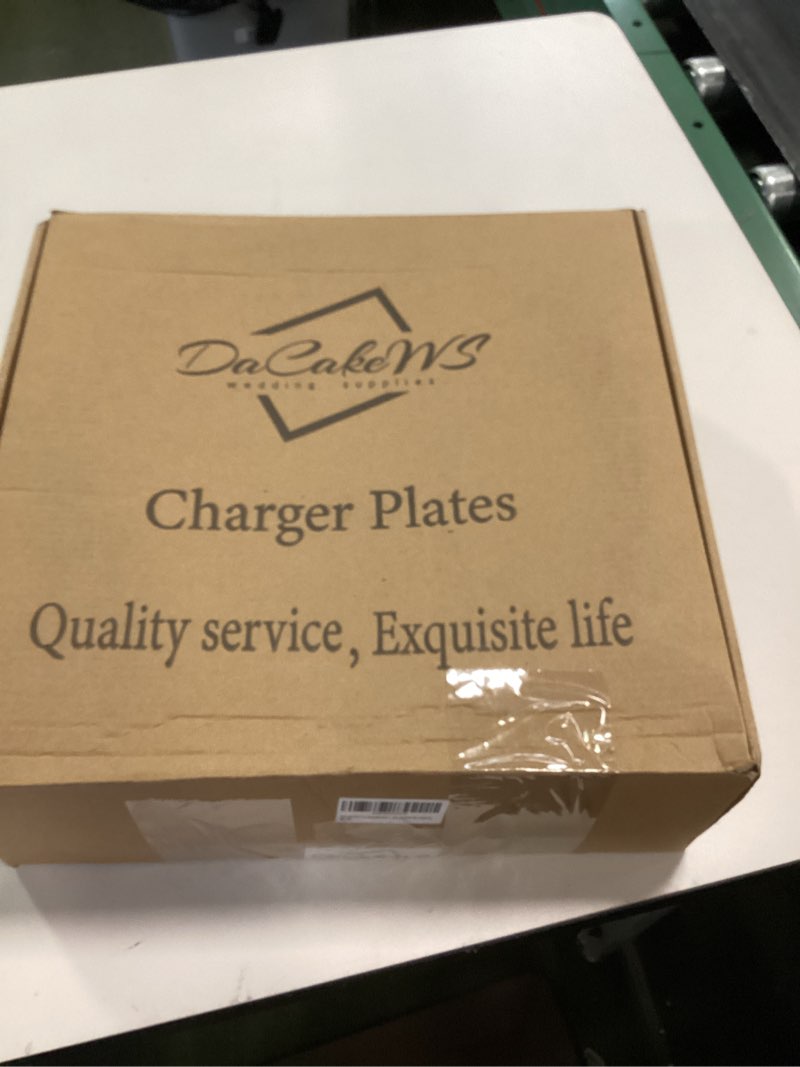 DaCakeWS
wedding supplies
Charger Plates
Quality service, Exquisite life